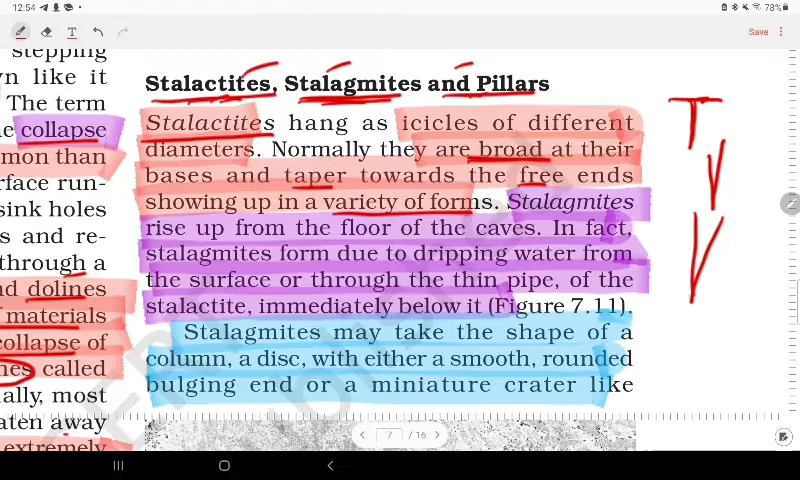 12:54
78%
Save
stepping
n like it
The term
e collapse
mon than
rface run-
sink holes
s and re-
through a
nd dolines
f materials
collapse of
nes called
ally, most
aten away
extremely
Stalactites, Stalagmites and Pillars
Stalactites hang as icicles of different
diameters. Normally they are broad at their
bases and taper towards the free ends
showing up in a variety of forms. Stalagmites
rise up from the floor of the caves. In fact,
stalagmites form due to dripping water from
the surface or through the thin pipe, of the
stalactite, immediately below it (Figure 7.11).
Stalagmites may take the shape of a
column, a disc, with either a smooth, rounded
bulging end or a miniature crater like
T
7 / 16